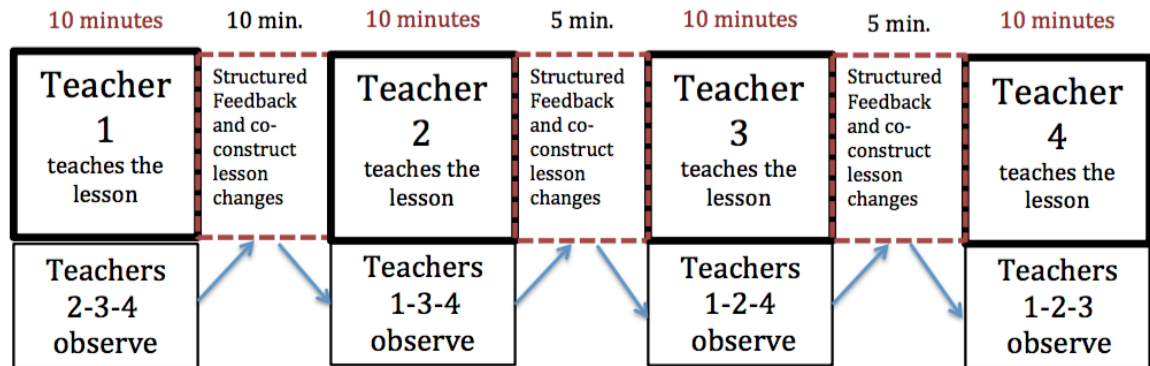 10 minutes
10 min.
10 minutes
5 min.
10 minutes
5 min.
10 minutes
Teacher
1
teaches the
lesson
Structured
Feedback
and co-
construct
lesson
changes
Teacher
2
teaches the
lesson
Structured
Feedback
and co-
construct
lesson
changes
Teacher
3
teaches the
lesson
Structured
Feedback
and co-
construct
lesson
changes
Teacher
4
teaches the
lesson
Teachers
2-3-4
observe
Teachers
1-3-4
observe
Teachers
1-2-4
observe
Teachers
1-2-3
observe